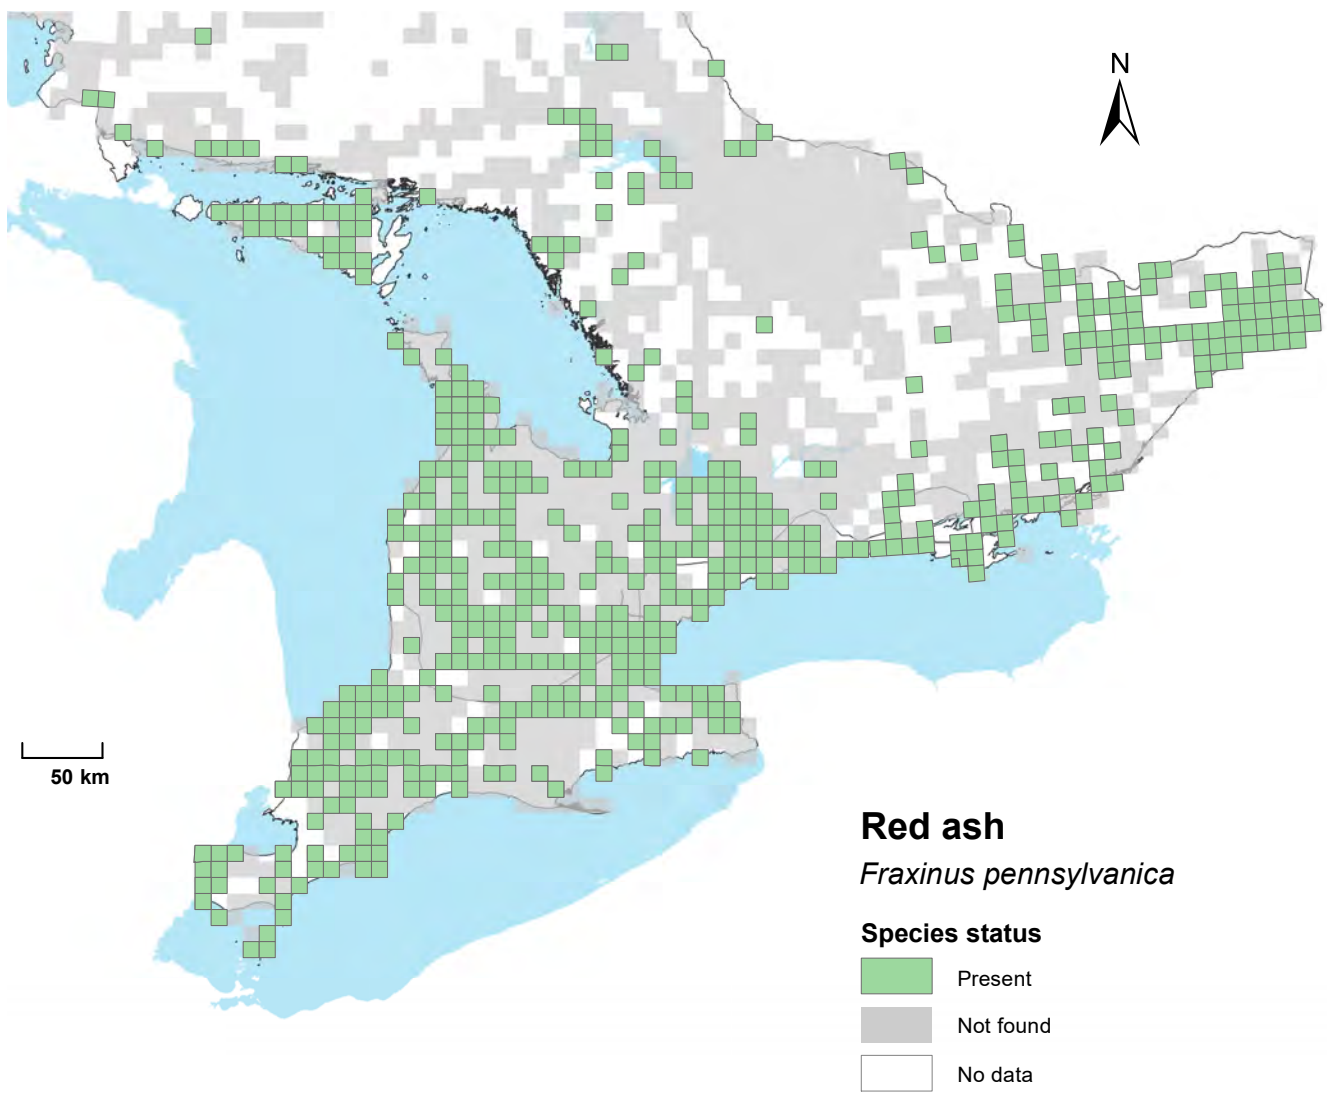 N
50 km
Red ash
Fraxinus pennsylvanica
Species status
Present
Not found
No data